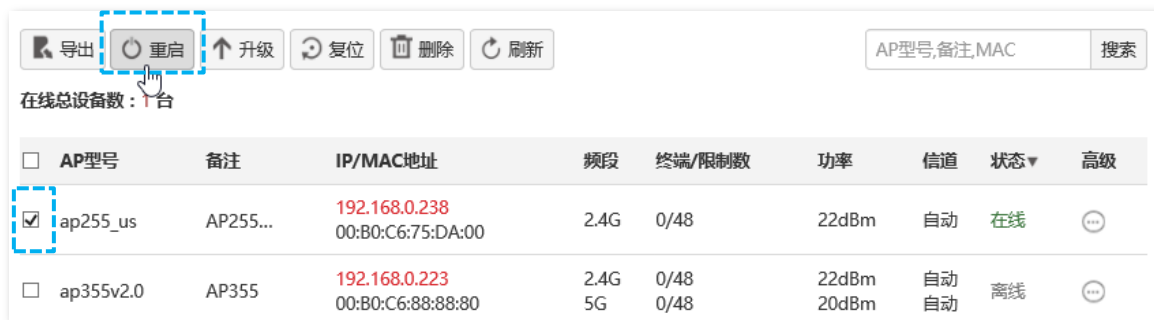 导出 重启 升级 复位 删除 刷新 AP型号,备注,MAC 搜索
在线总设备数：1台
AP型号 备注 IP/MAC地址 频段 终端/限制数 功率 信道 状态▼ 高级
ap255_us AP255... 192.168.0.238 2.4G 0/48 22dBm 自动 在线
00:B0:C6:75:DA:00
192.168.0.223 2.4G 0/48 22dBm 自动
ap355v2.0 AP355 离线
00:B0:C6:88:88:80 5G 0/48 20dBm 自动